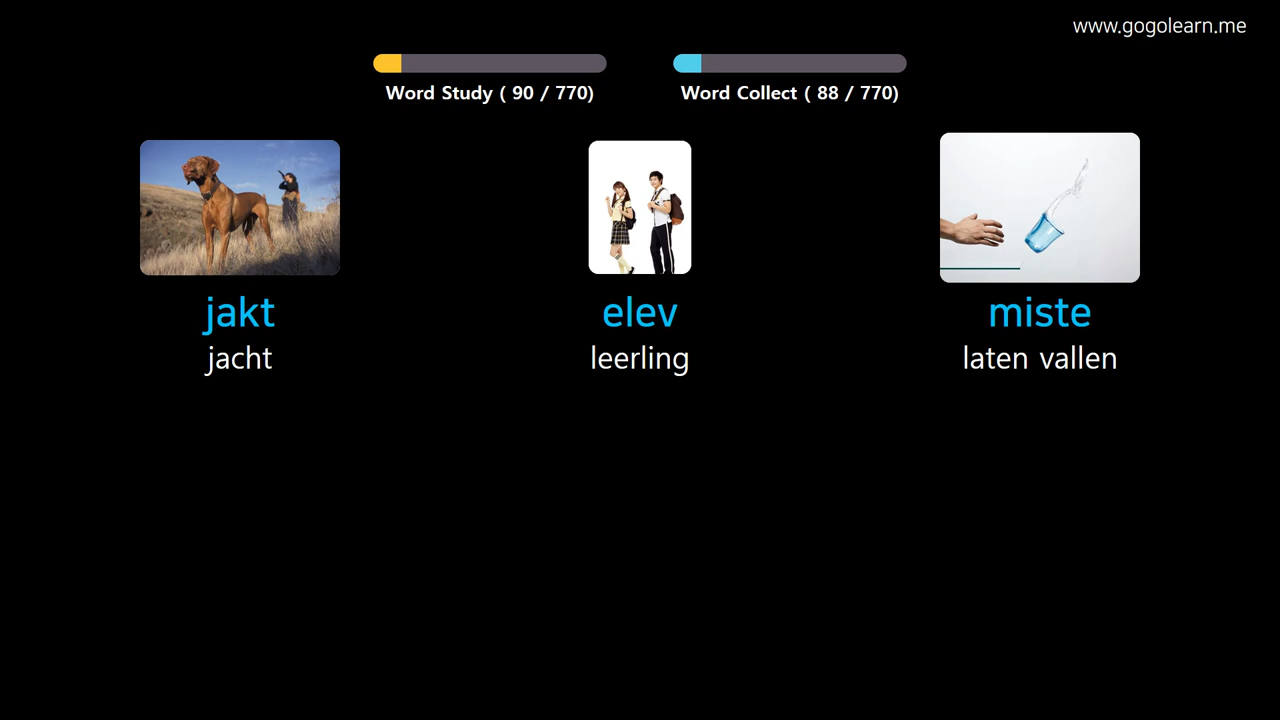 www.gogolearn.me
Word Study ( 90 / 770)
Word Collect ( 88 / 770)
jakt
jacht
elev
leerling
miste
laten vallen